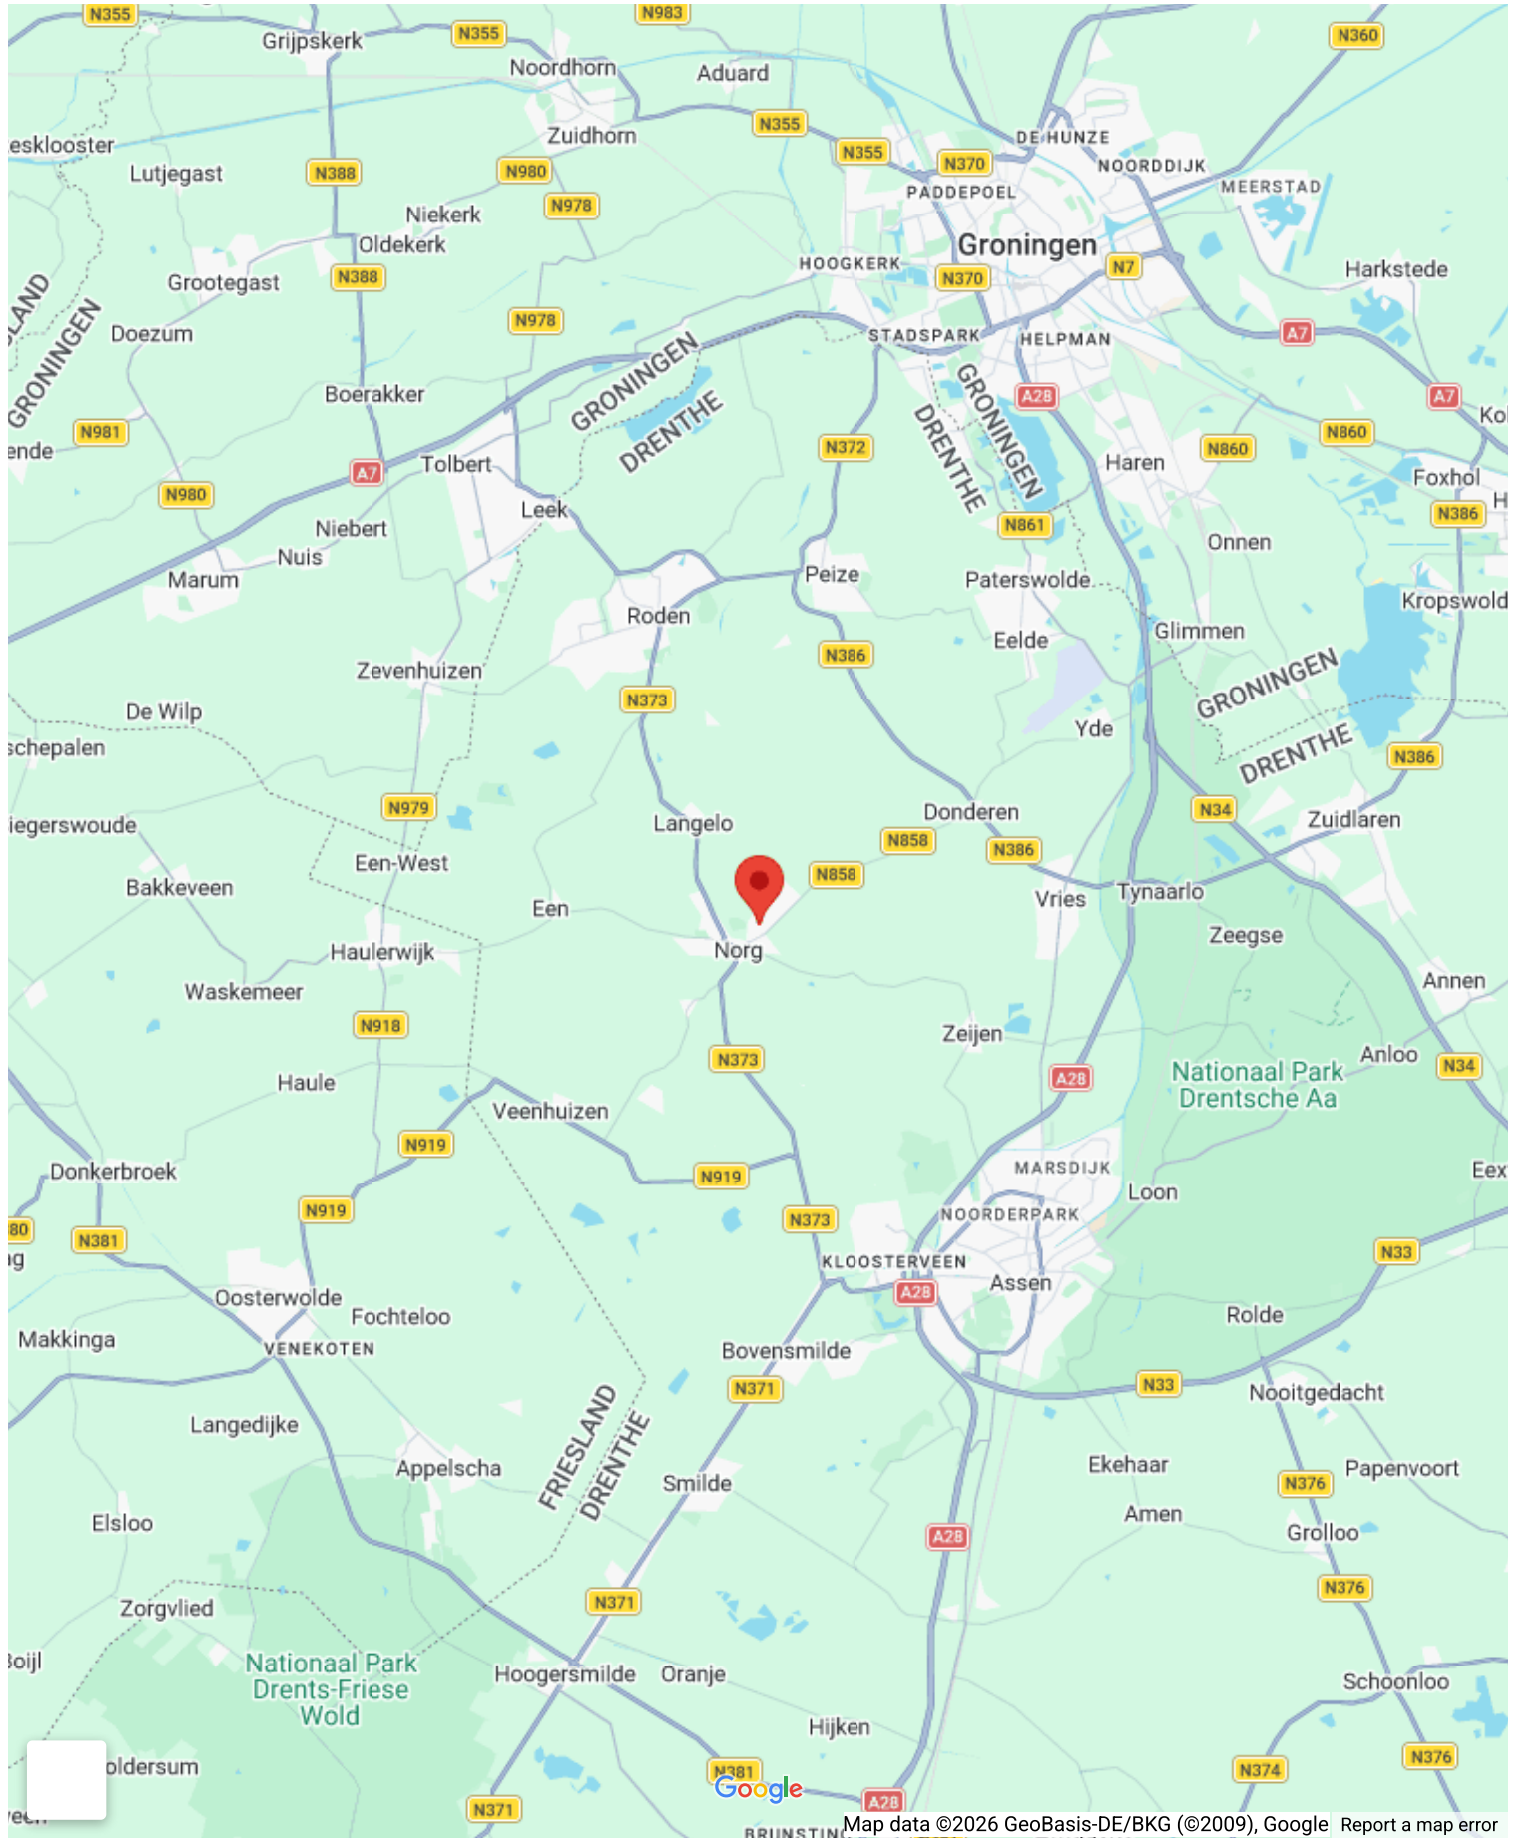 N355
N983
N360
Grijpskerk
N355
Noordhorn
Aduard
N355
Zuidhorn
DE HUNZE
esklooster
N355
N370
NOORDDIJK
Lutjegast
N388
N980
PADDEPOEL
MEERSTAD
N978
Niekerk
Oldekerk
Groningen
HOOGKERK
N7
Harkstede
Grootegast
N388
N370
LAND
GRONINGEN
Doezum
N978
STADSPARK
HELPMAN
A7
GRONINGEN
DRENTHE
GRONINGEN
DRENTHE
Boerakker
A28
A7
Kol
N981
ende
N372
N860
N860
A7
Tolbert
Haren
Foxhol
N980
Leek
H
N386
Niebert
N861
Nuis
Onnen
Marum
Peize
Paterswolde
Kropswold
Roden
Glimmen
Eelde
N386
Zevenhuizen
N373
GRONINGEN
DRENTHE
De Wilp
Yde
schepalen
N386
N979
Donderen
N34
Zuidlaren
iegerswoude
Langelo
N858
N386
Een-West
N858
Bakkeveen
Vries
Tynaarlo
Een
Zeegse
Haulerwijk
Norg
Waskemeer
Annen
N918
Zeijen
N373
Anloo
N34
Haule
A28
Nationaal Park
Drentsche Aa
Veenhuizen
N919
Donkerbroek
N919
MARSDIJK
Eex
Loon
N919
N373
NOORDERPARK
80
N381
ng
KLOOSTERVEEN
N33
Assen
A28
Oosterwolde
Fochteloo
Rolde
Makkinga
VENEKOTEN
Bovensmilde
N371
N33
Nooitgedacht
Langedijke
FRIESLAND
DRENTHE
Appelscha
Smilde
Ekehaar
Papenvoort
N376
Elsloo
Amen
A28
Grolloo
N376
Zorgvlied
N371
Boijl
Nationaal Park
Drents-Friese
Wold
Hoogersmilde
Oranje
Schoonloo
Hijken
oldersum
N381
N376
N374
Google
A28
N371
veen
BRUNSTING
Map data ©2026 GeoBasis-DE/BKG (©2009), Google
Report a map error